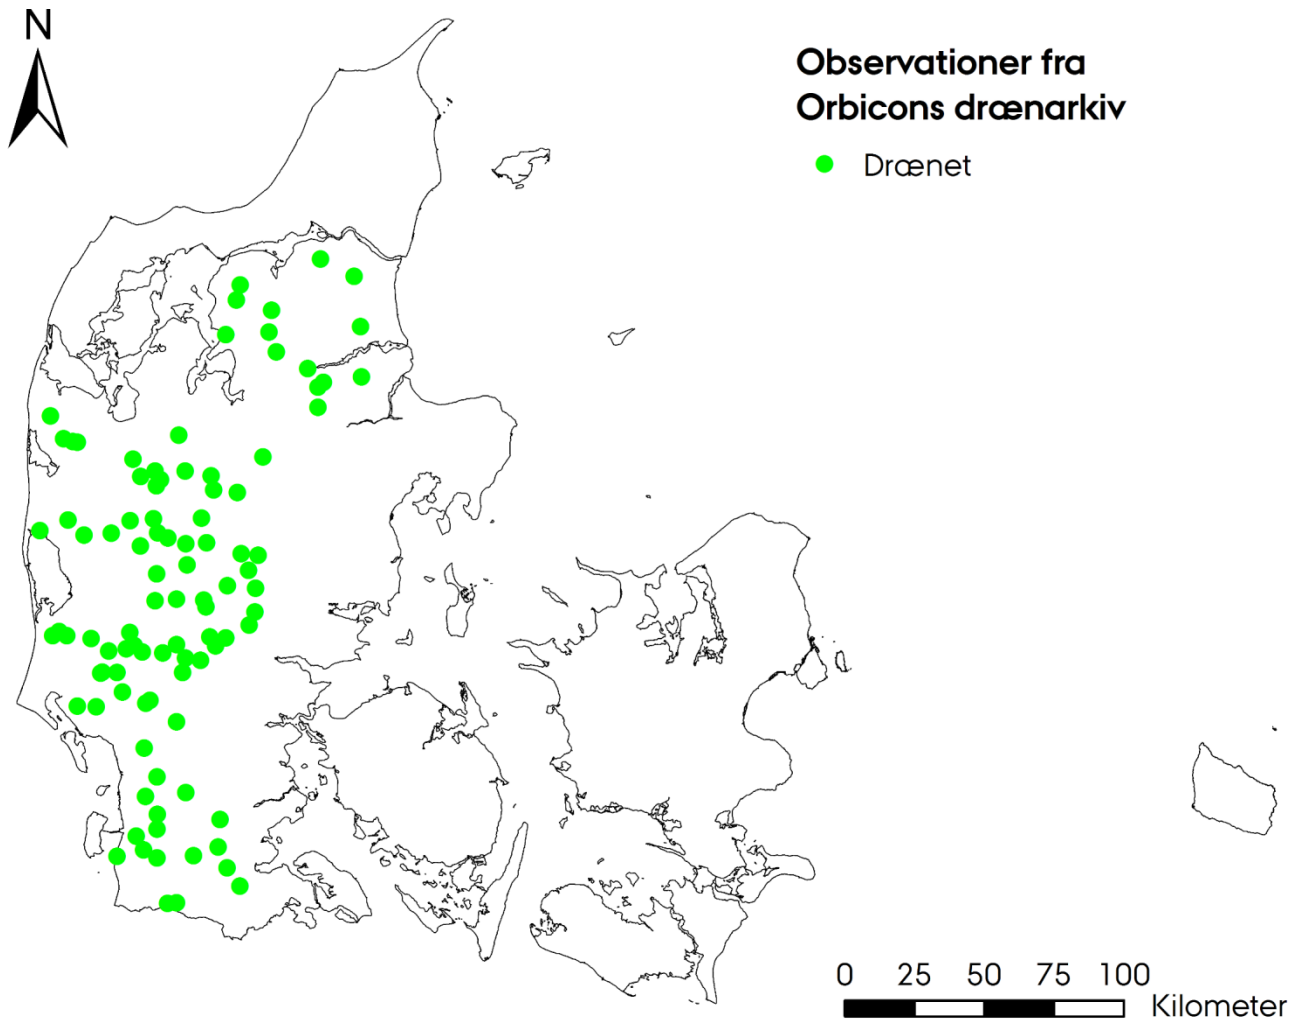 N
Observationer fra
Orbicons drænarkiv
Drænet
0 25 50 75 100
Kilometer